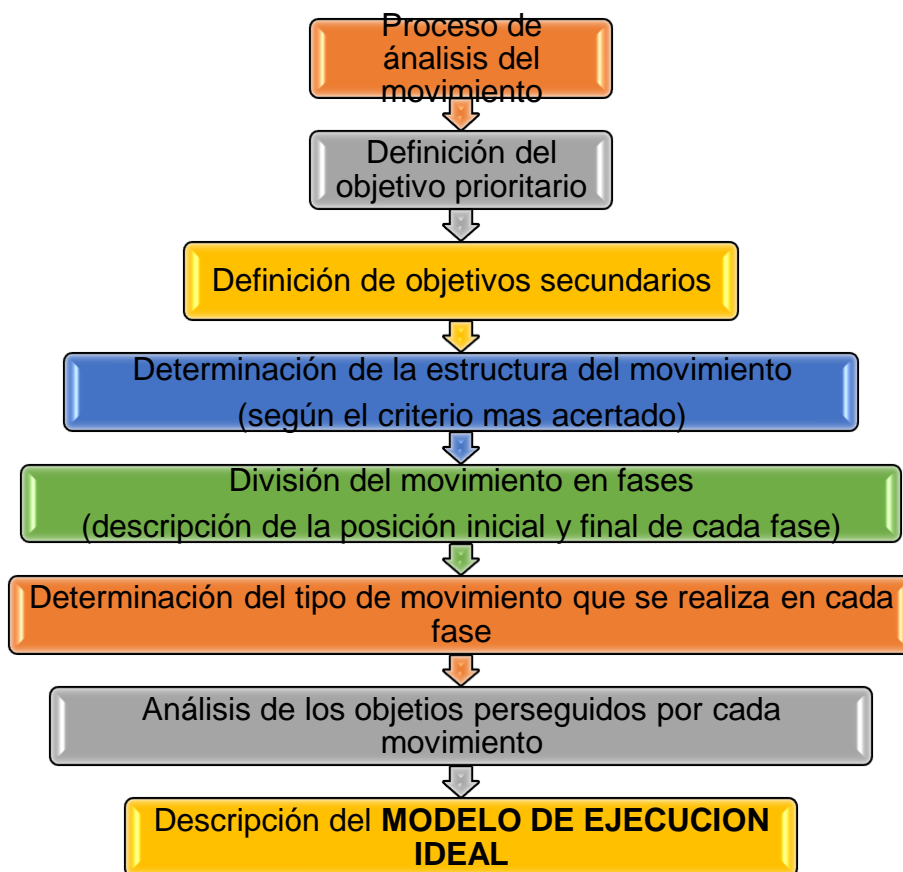 Proceso de
ánalisis del
movimiento
Definición del
objetivo prioritario
Definición de objetivos secundarios
Determinación de la estructura del movimiento
(según el criterio mas acertado)
División del movimiento en fases
(descripción de la posición inicial y final de cada fase)
Determinación del tipo de movimiento que se realiza en cada
fase
Análisis de los objetios perseguidos por cada
movimiento
Descripción del MODELO DE EJECUCION
IDEAL